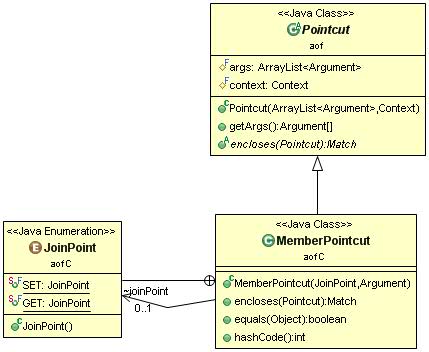 <<Java Class>>
Pointcut
aof
args: ArrayList<Argument>
context: Context
Pointcut(ArrayList<Argument>,Context)
getArgs():Argument[]
encloses(Pointcut):Match
<<Java Enumeration>>
JoinPoint
aofC
SET: JoinPoint
GET: JoinPoint
JoinPoint()
~joinPoint
0..1
<<Java Class>>
MemberPointcut
aofC
MemberPointcut(JoinPoint,Argument)
encloses(Pointcut):Match
equals(Object):boolean
hashCode():int